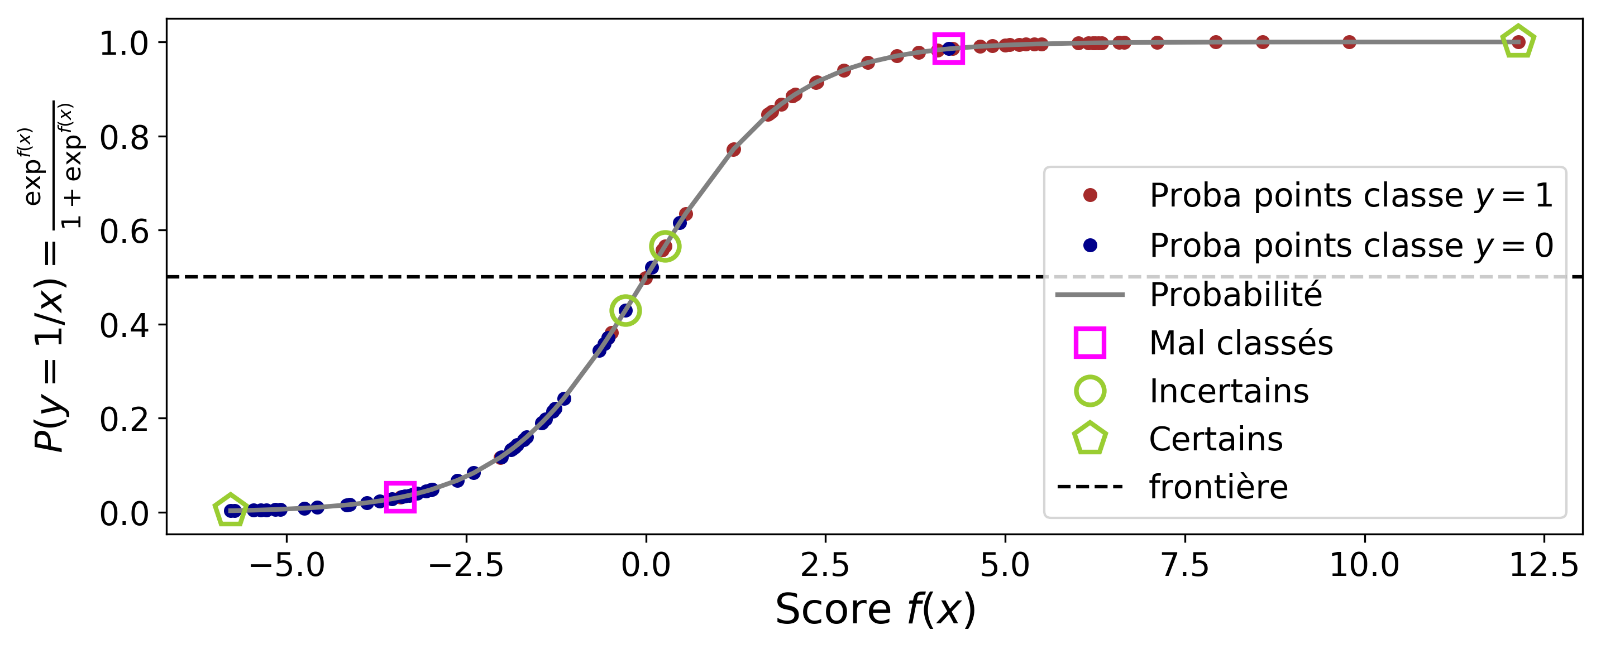 P(y = 1/x) = exp^f(x) / 1 + exp^f(x)
1.0
0.8
0.6
0.4
0.2
0.0
Proba points classe y = 1
Proba points classe y = 0
Probabilité
Mal classés
Incertains
Certains
frontière
−5.0 −2.5 0.0 2.5 5.0 7.5 10.0 12.5
Score f(x)